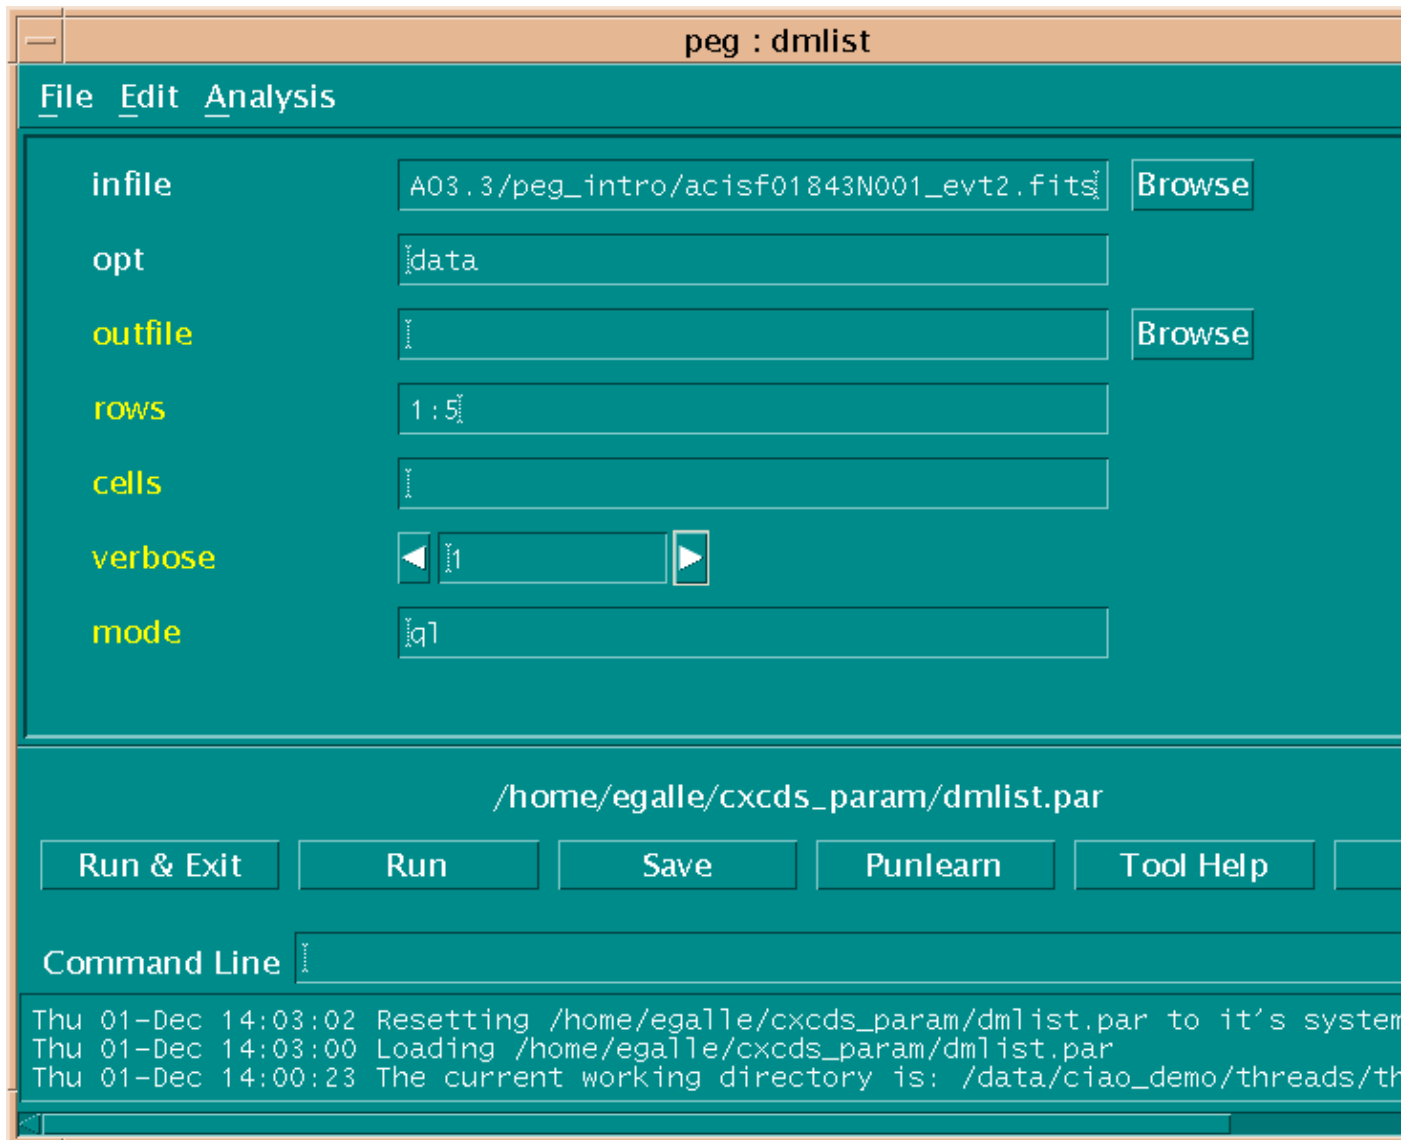 peg : dmlist
File Edit Analysis
infile AO3.3/peg_intro/acisf01843N001_evt2.fits Browse
opt data
outfile Browse
rows 1:5
cells
verbose 1
mode ql
/home/egalle/cxcds_param/dmlist.par
Run & Exit Run Save Punlearn Tool Help
Command Line
Thu 01-Dec 14:03:02 Resetting /home/egalle/cxcds_param/dmlist.par to it's system
Thu 01-Dec 14:03:00 Loading /home/egalle/cxcds_param/dmlist.par
Thu 01-Dec 14:00:23 The current working directory is: /data/ciao_demo/threads/th